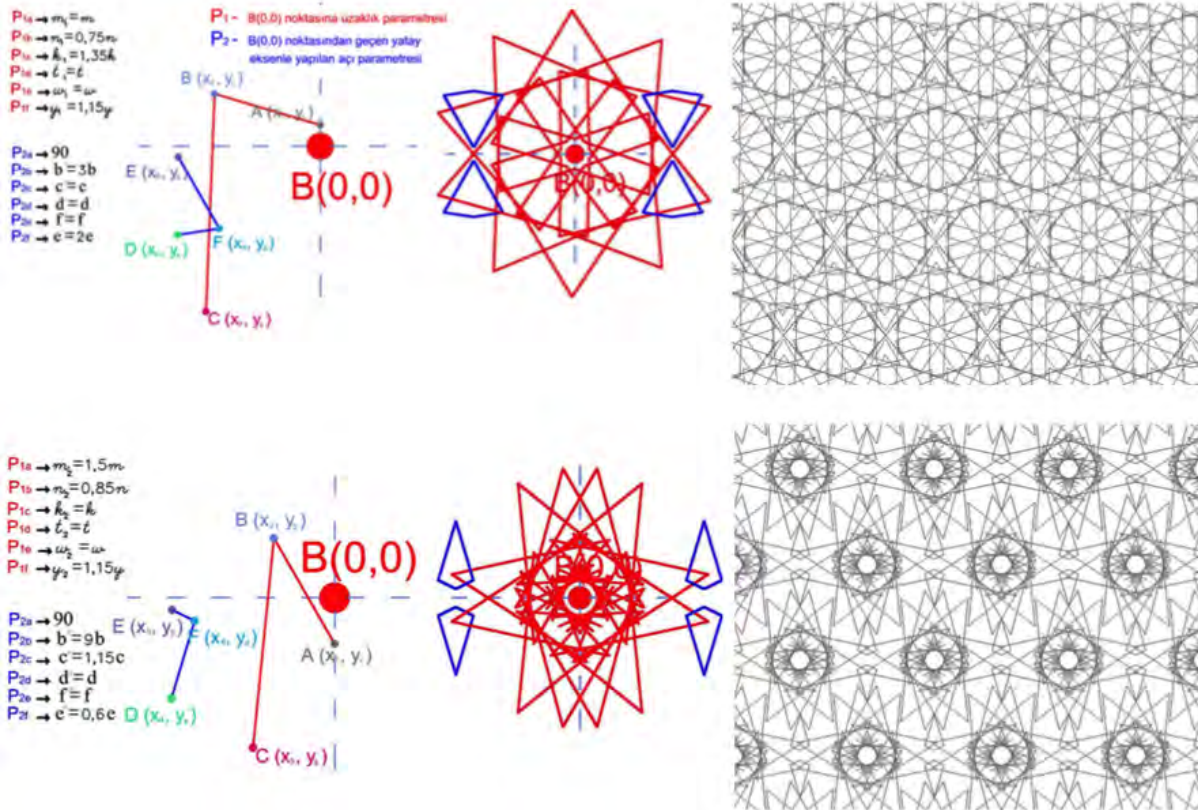 P1a → m₁=m
P1b → n₁=0,75n
P1c → k₁=1,35k
P1d → t₁=t
P1e → ω₁=ω
P1f → y₁=1,15y
P2a → 90
P2b → b=3b
P2c → c=c
P2d → d=d
P2e → f=f
P2f → e=2e
P1 - B(0,0) noktasına uzaklık parametresi
P2 - B(0,0) noktasından geçen yatay
eksenle yapılan açı parametresi
B
A
B(0,0)
E
F
D
C
B(0,0)
P1a → m₂=1,5m
P1b → n₂=0,85n
P1c → k₂=k
P1d → t₂=t
P1e → ω₂=ω
P1f → y₂=1,15y
P2a → 90
P2b → b=9b
P2c → c=1,15c
P2d → d=d
P2e → f=f
P2f → e=0,6e
B
B(0,0)
E
A
D
C